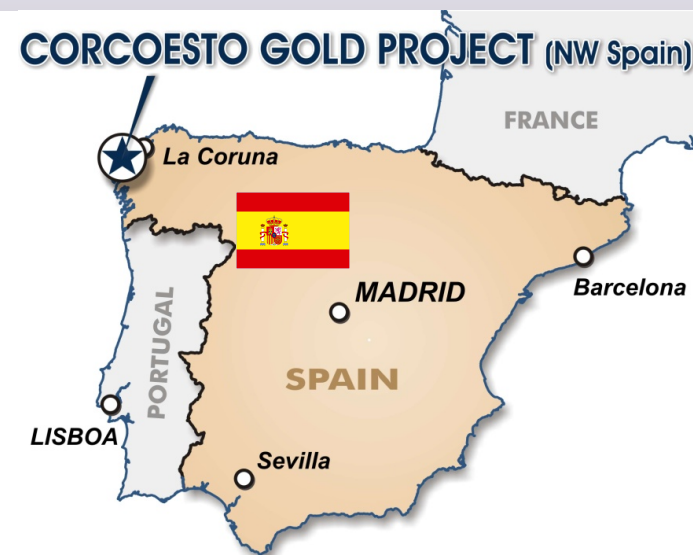 CORCOESTO GOLD PROJECT (NW Spain)
FRANCE
La Coruna
Barcelona
MADRID
PORTUGAL
SPAIN
LISBOA
Sevilla